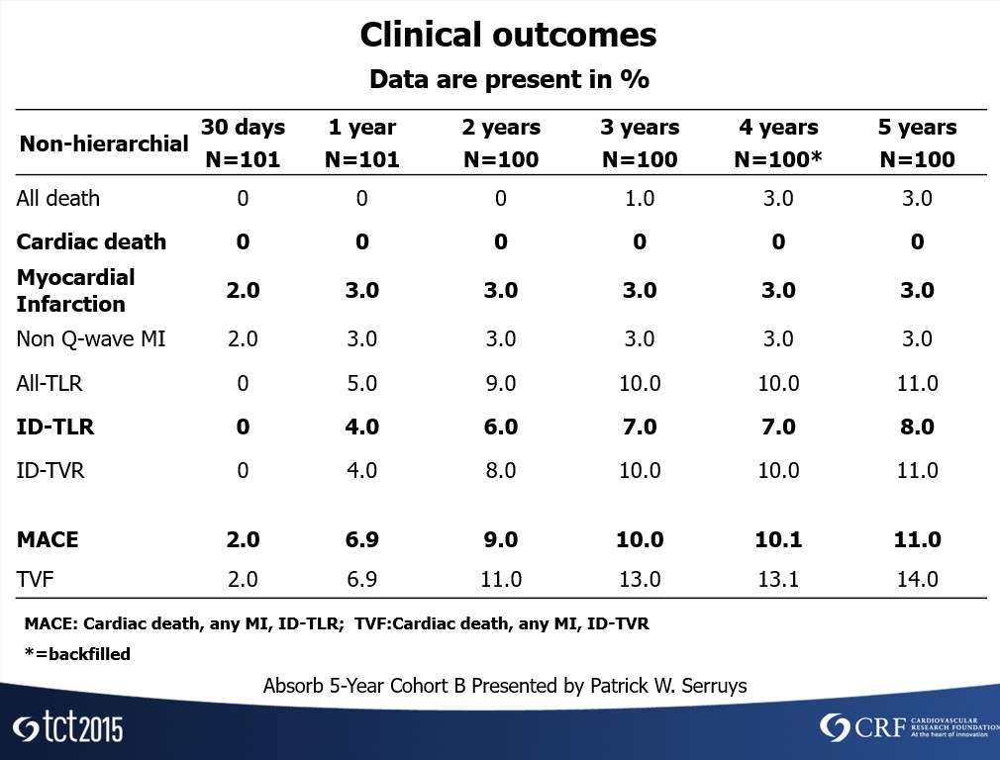 Clinical outcomes
Data are present in %
Non-hierarchial 30 days N=101 1 year N=101 2 years N=100 3 years N=100 4 years N=100* 5 years N=100
All death 0 0 0 1.0 3.0 3.0
Cardiac death 0 0 0 0 0 0
Myocardial Infarction 2.0 3.0 3.0 3.0 3.0 3.0
Non Q-wave MI 2.0 3.0 3.0 3.0 3.0 3.0
All-TLR 0 5.0 9.0 10.0 10.0 11.0
ID-TLR 0 4.0 6.0 7.0 7.0 8.0
ID-TVR 0 4.0 8.0 10.0 10.0 11.0
MACE 2.0 6.9 9.0 10.0 10.1 11.0
TVF 2.0 6.9 11.0 13.0 13.1 14.0
MACE: Cardiac death, any MI, ID-TLR; TVF:Cardiac death, any MI, ID-TVR
*=backfilled
Absorb 5-Year Cohort B Presented by Patrick W. Serruys
tct2015
CRF
CARDIOVASCULAR
RESEARCH FOUNDATION
At the heart of innovation